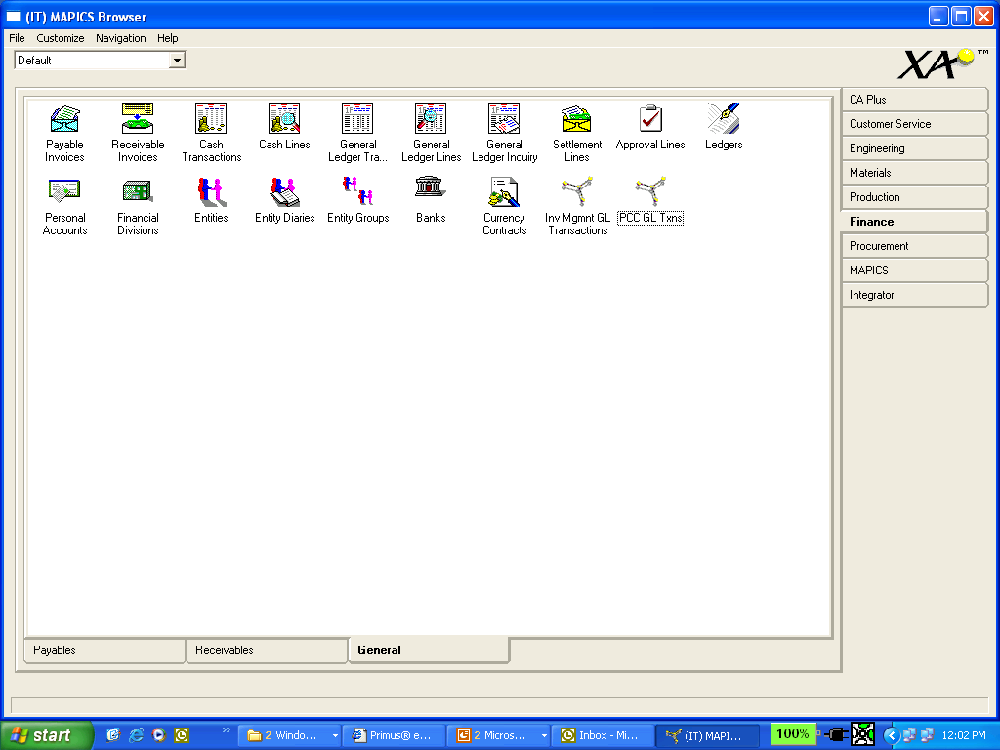 (IT) MAPICS Browser
File Customize Navigation Help
Default
XA ™
Payable Invoices
Receivable Invoices
Cash Transactions
Cash Lines
General Ledger Tra...
General Ledger Lines
General Ledger Inquiry
Settlement Lines
Approval Lines
Ledgers
Personal Accounts
Financial Divisions
Entities
Entity Diaries
Entity Groups
Banks
Currency Contracts
Inv Mgmnt GL Transactions
PCC GL Txns
CA Plus
Customer Service
Engineering
Materials
Production
Finance
Procurement
MAPICS
Integrator
Payables
Receivables
General
start
2 Windo...
Primus® e...
2 Micros...
Inbox - Mi...
(IT) MAPI...
100%
12:02 PM